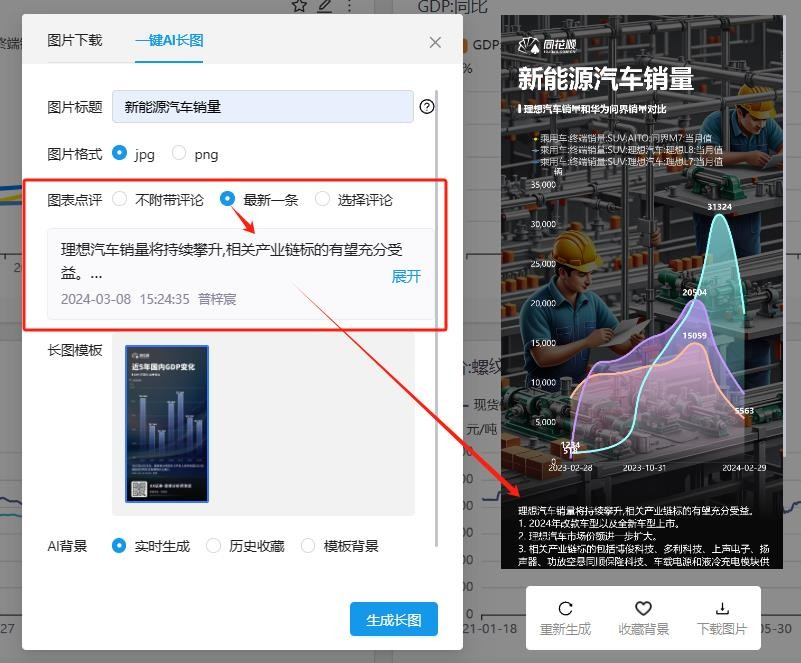 GDP:同比
图片下载
一键AI长图
终端销
GDP
%
图片标题
新能源汽车销量
图片格式
jpg
png
图表点评
不附带评论
最新一条
选择评论
理想汽车销量将持续攀升,相关产业链标的有望充分受
益。...
展开
2024-03-08 15:24:35 普梓宸
长图模板
同花顺
近5年国内GDP变化
AI背景
实时生成
历史收藏
模板背景
生成长图
27
同花顺
新能源汽车销量
理想汽车销量和华为问界销量对比
乘用车:终端销量:SUV:AITO:问界M7:当月值
乘用车:终端销量:SUV:理想汽车:理想L8:当月值
乘用车:终端销量:SUV:理想汽车:理想L7:当月值
辆
35,000
31324
30,000
25,000
20504
20,000
15059
15,000
10,000
5563
5,000
1234
0
2023-02-28
2023-10-31
2024-02-29
价:螺纹
现货
元/吨
理想汽车销量将持续攀升,相关产业链标的有望充分受益。
1. 2024年改款车型以及全新车型上市。
2. 理想汽车市场份额进一步扩大。
3. 相关产业链标的包括博俊科技、多利科技、上声电子、扬
声器、功放空悬同顺保隆科技、车载电源和液冷充电模块供
重新生成
收藏背景
下载图片
21-01-18
05-30